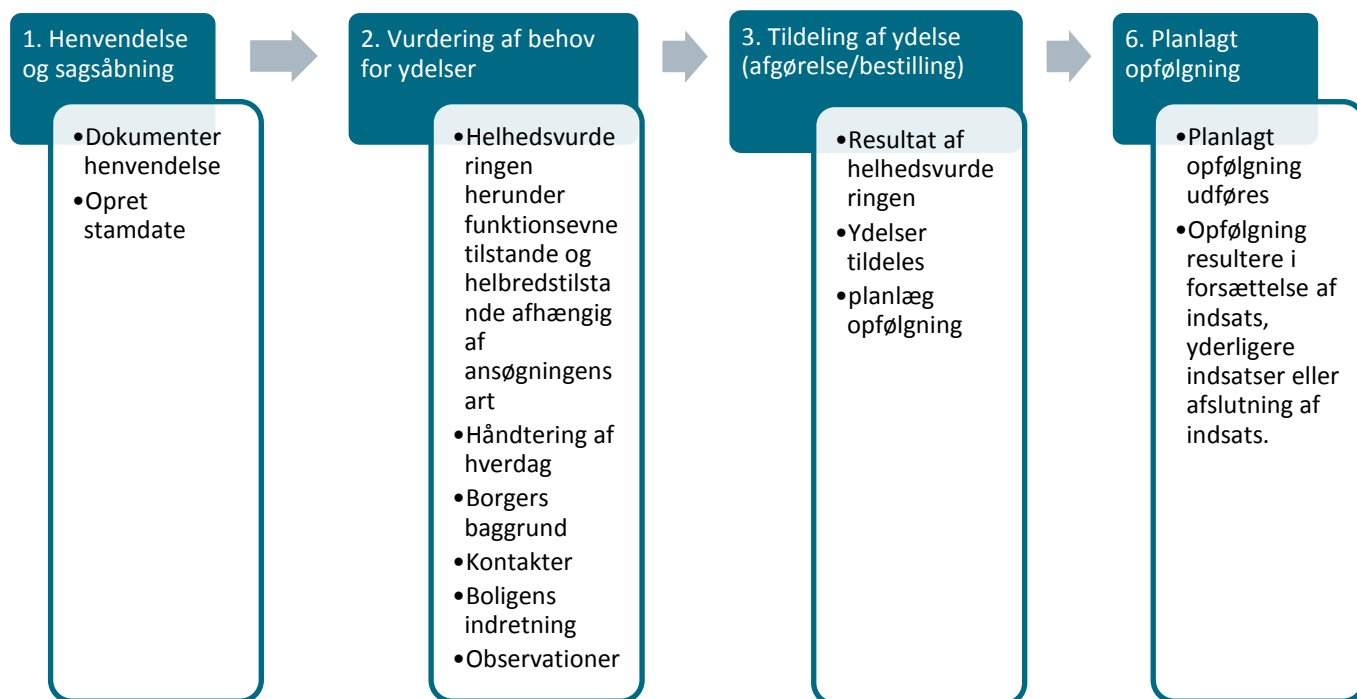 1. Henvendelse
og sagsåbning
•Dokumenter
henvendelse
•Opret
stamdate
2. Vurdering af behov
for ydelser
•Helhedsvurde
ringen
herunder
funktionsevne
tilstande og
helbredstilsta
nde afhængig
af
ansøgningens
art
•Håndtering af
hverdag
•Borgers
baggrund
•Kontakter
•Boligens
indretning
•Observationer
3. Tildeling af ydelse
(afgørelse/bestilling)
•Resultat af
helhedsvurde
ringen
•Ydelser
tildeles
•planlæg
opfølgning
6. Planlagt
opfølgning
•Planlagt
opfølgning
udføres
•Opfølgning
resultere i
forsættelse af
indsats,
yderligere
indsatser eller
afslutning af
indsats.